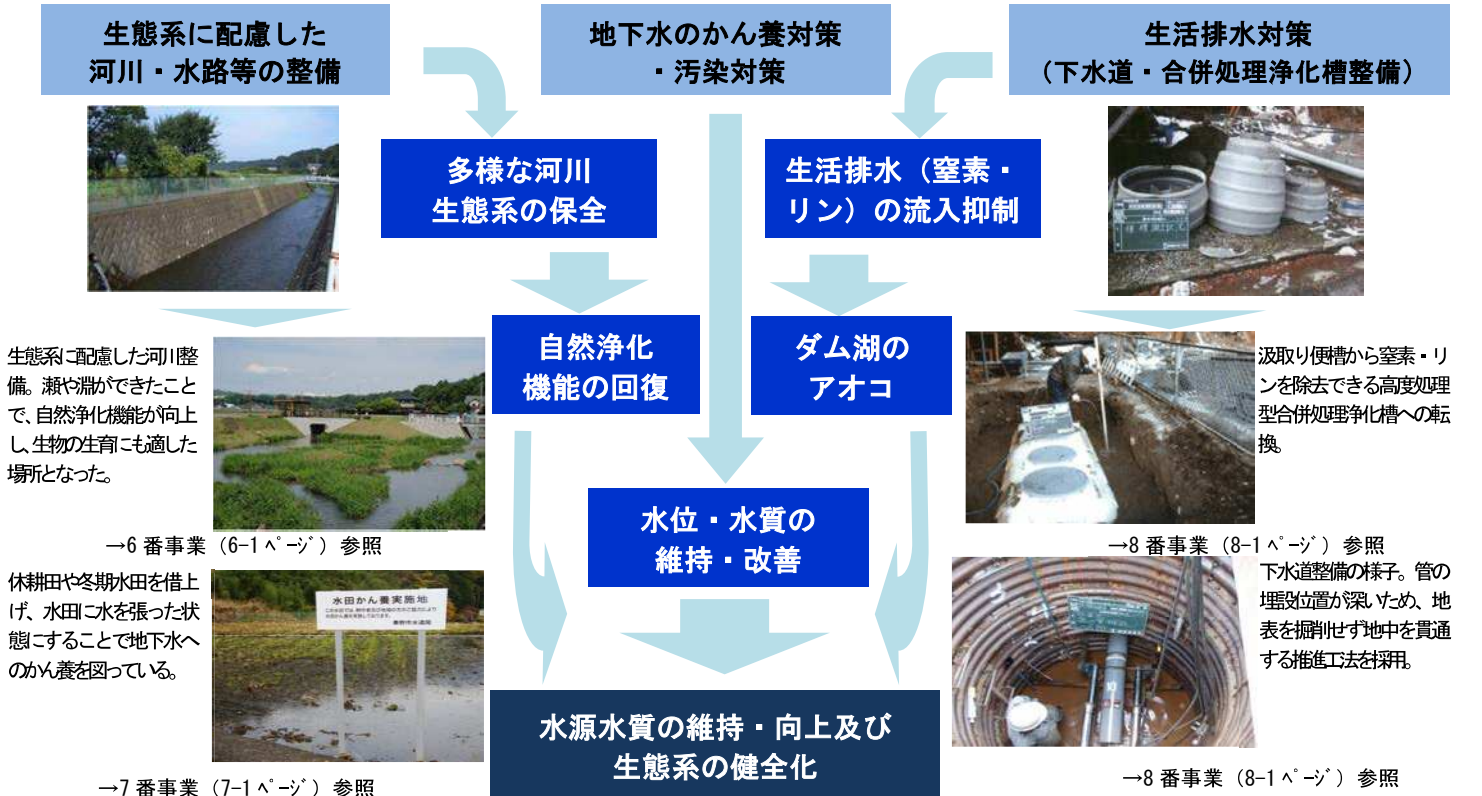 生態系に配慮した
河川・水路等の整備
地下水のかん養対策
・汚染対策
生活排水対策
（下水道・合併処理浄化槽整備）
多様な河川
生態系の保全
生活排水（窒素・
リン）の流入抑制
自然浄化
機能の回復
ダム湖の
アオコ
水位・水質の
維持・改善
水源水質の維持・向上及び
生態系の健全化
生態系に配慮した河川整
備。瀬や淵ができたこと
で、自然浄化機能が向上
し、生物の生育にも適した
場所となった。
→6 番事業（6-1 ﾍﾟｰｼﾞ）参照
休耕田や冬期水田を借上
げ、水田に水を張った状
態にすることで地下水へ
のかん養を図っている。
水田かん養実施地
→7 番事業（7-1 ﾍﾟｰｼﾞ）参照
汲取り便槽から窒素・リ
ンを除去できる高度処理
型合併処理浄化槽への転
換。
→8 番事業（8-1 ﾍﾟｰｼﾞ）参照
下水道整備の様子。管の
埋設位置が深いため、地
表を掘削せず地中を貫通
する推進工法を採用。
→8 番事業（8-1 ﾍﾟｰｼﾞ）参照